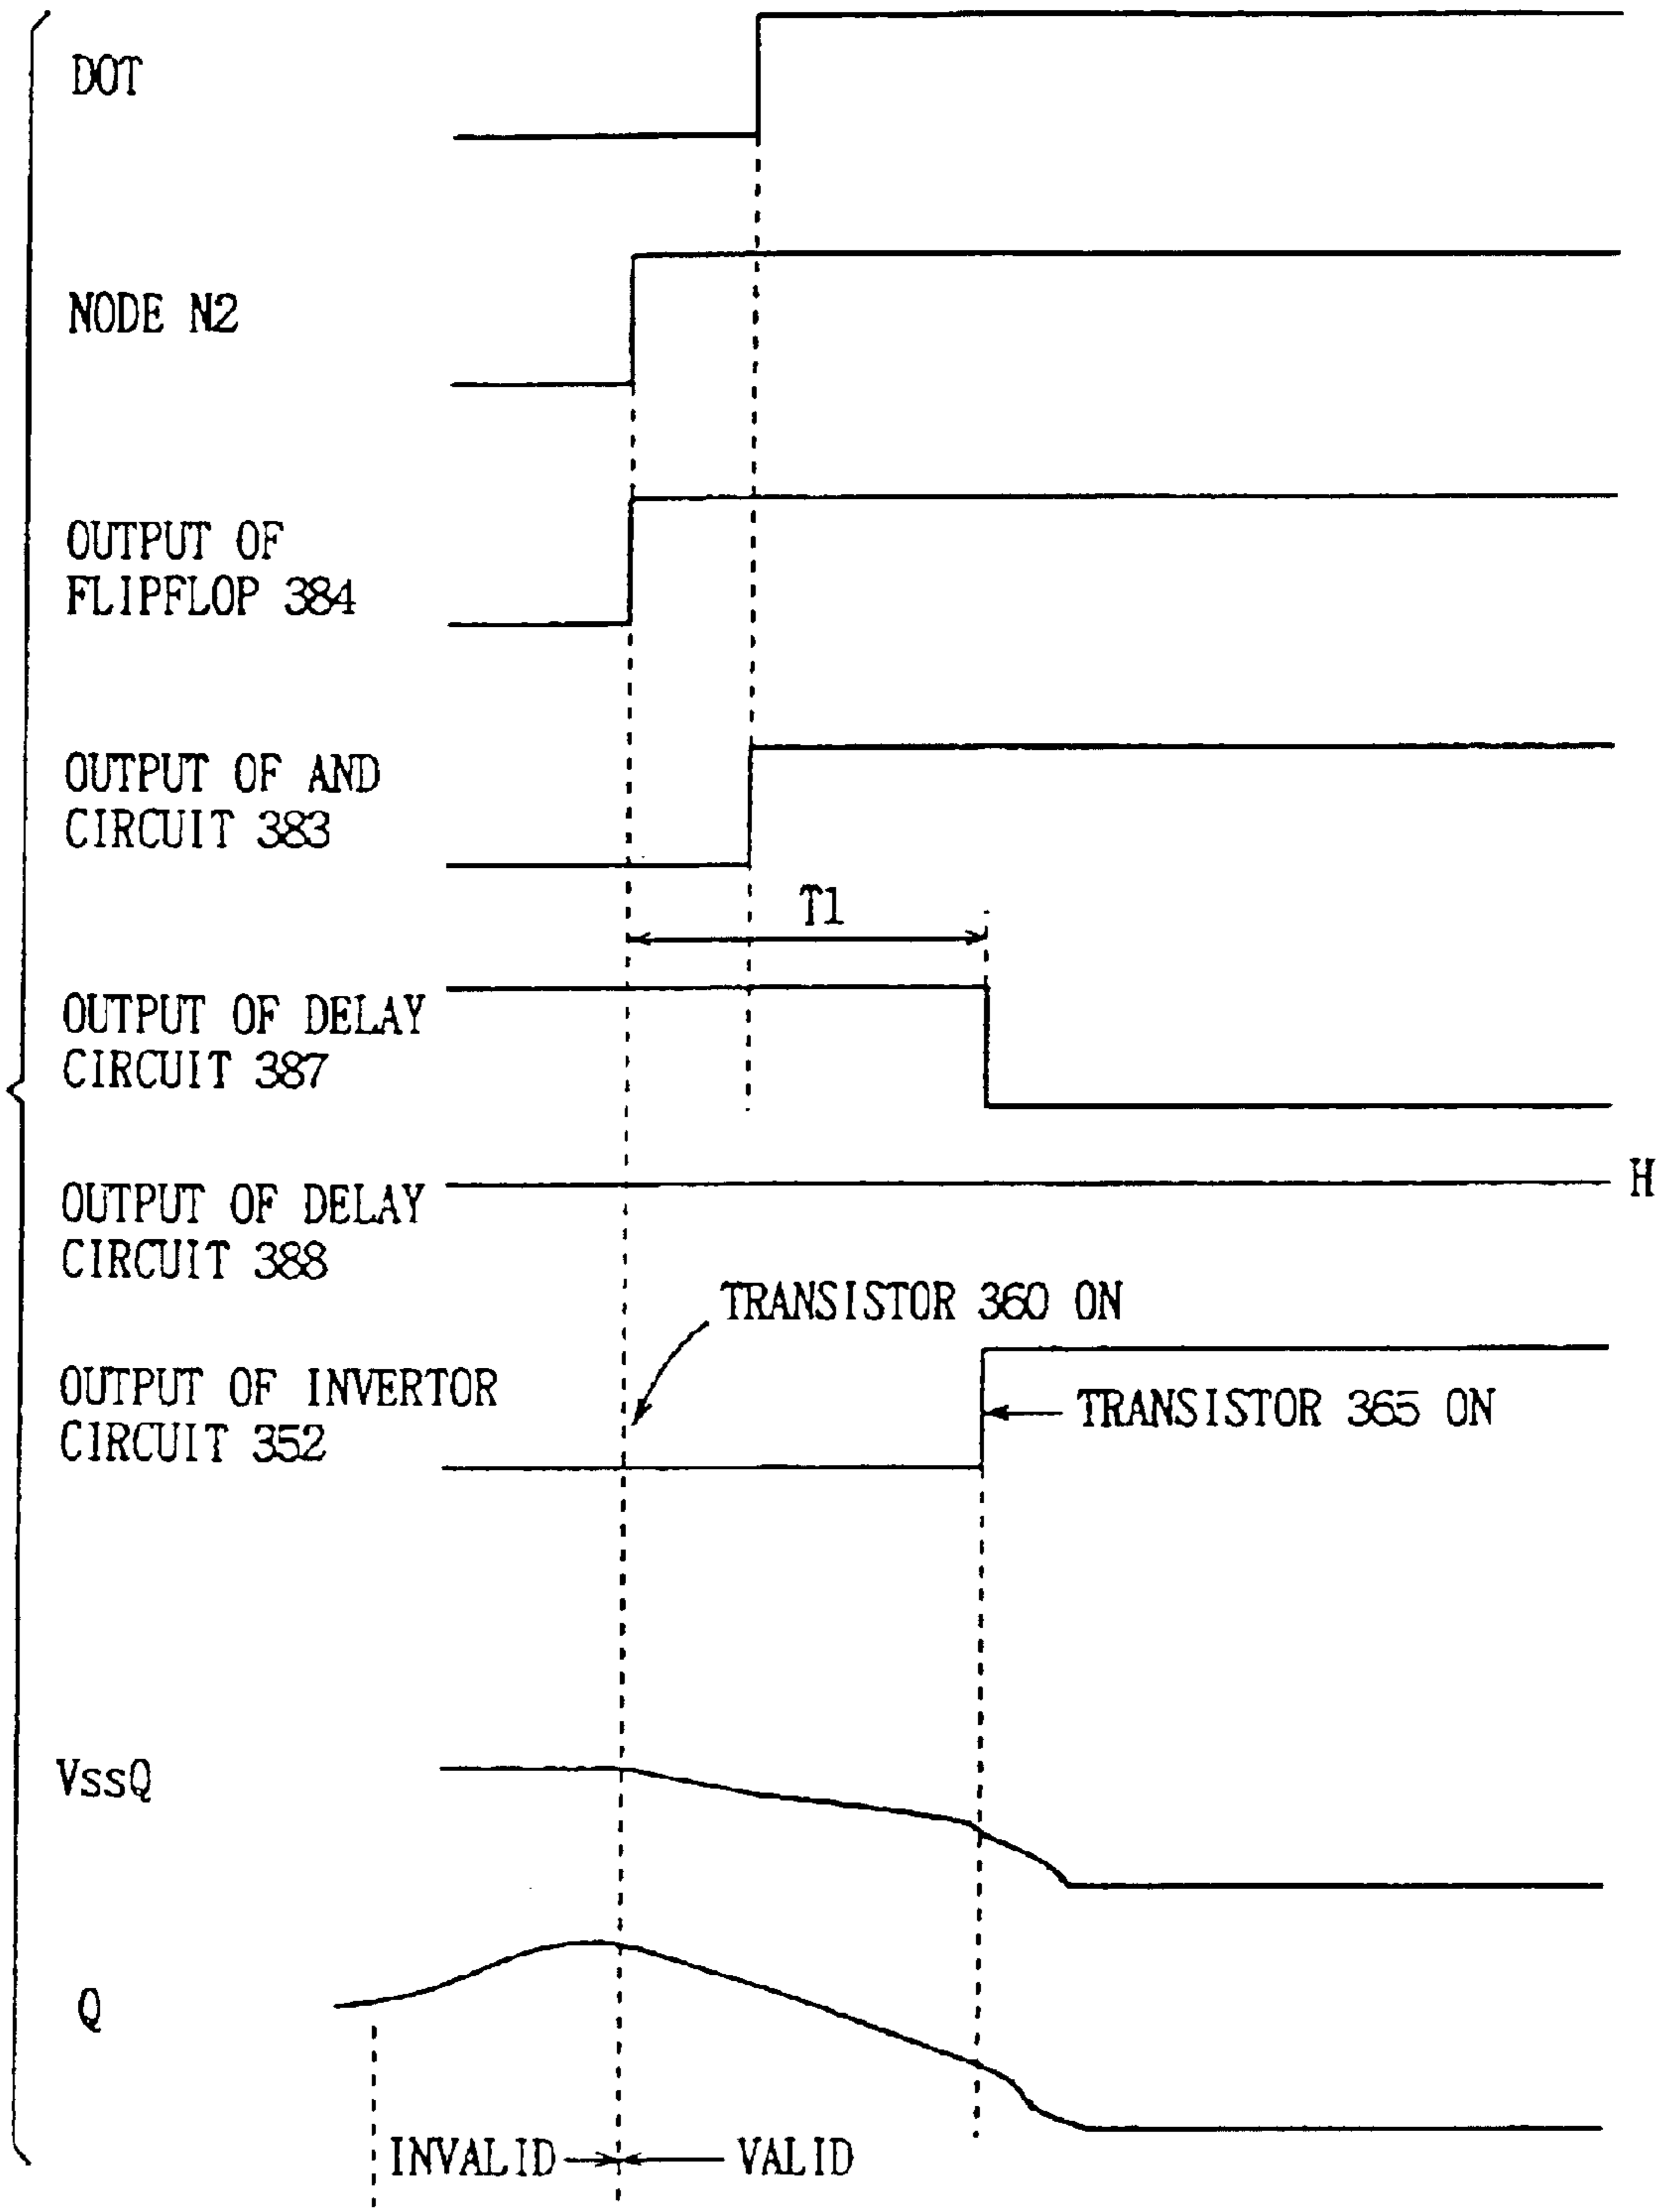 DOT
NODE N2
OUTPUT OF
FLIPFLOP 384
OUTPUT OF AND
CIRCUIT 383
T1
OUTPUT OF DELAY
CIRCUIT 387
H
OUTPUT OF DELAY
CIRCUIT 388
TRANSISTOR 360 ON
OUTPUT OF INVERTOR
CIRCUIT 352
TRANSISTOR 365 ON
VssQ
Q
INVALID
VALID